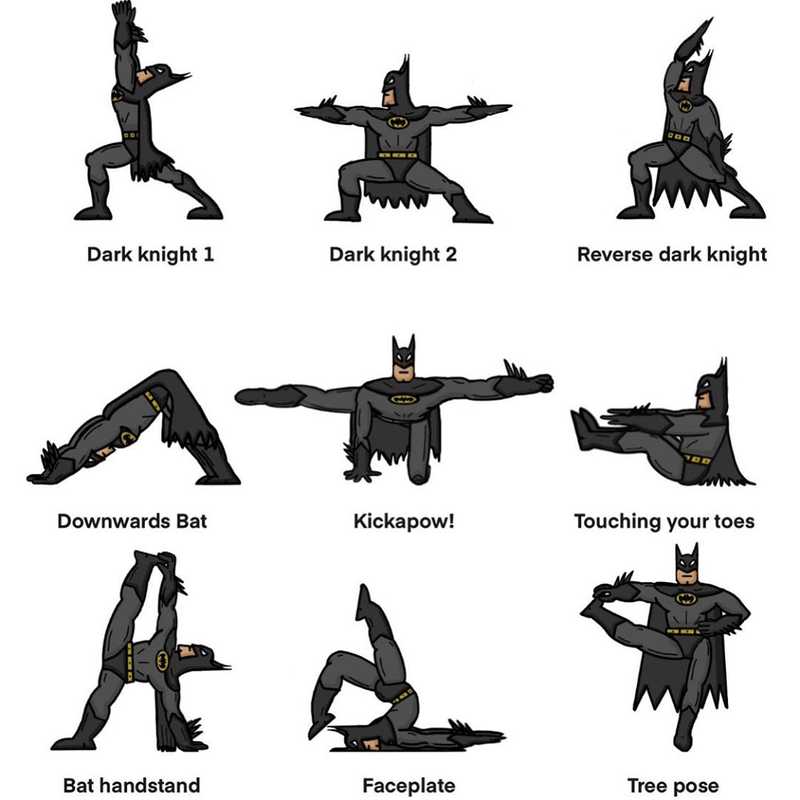 Dark knight 1
Dark knight 2
Reverse dark knight
Downwards Bat
Kickapow!
Touching your toes
Bat handstand
Faceplate
Tree pose